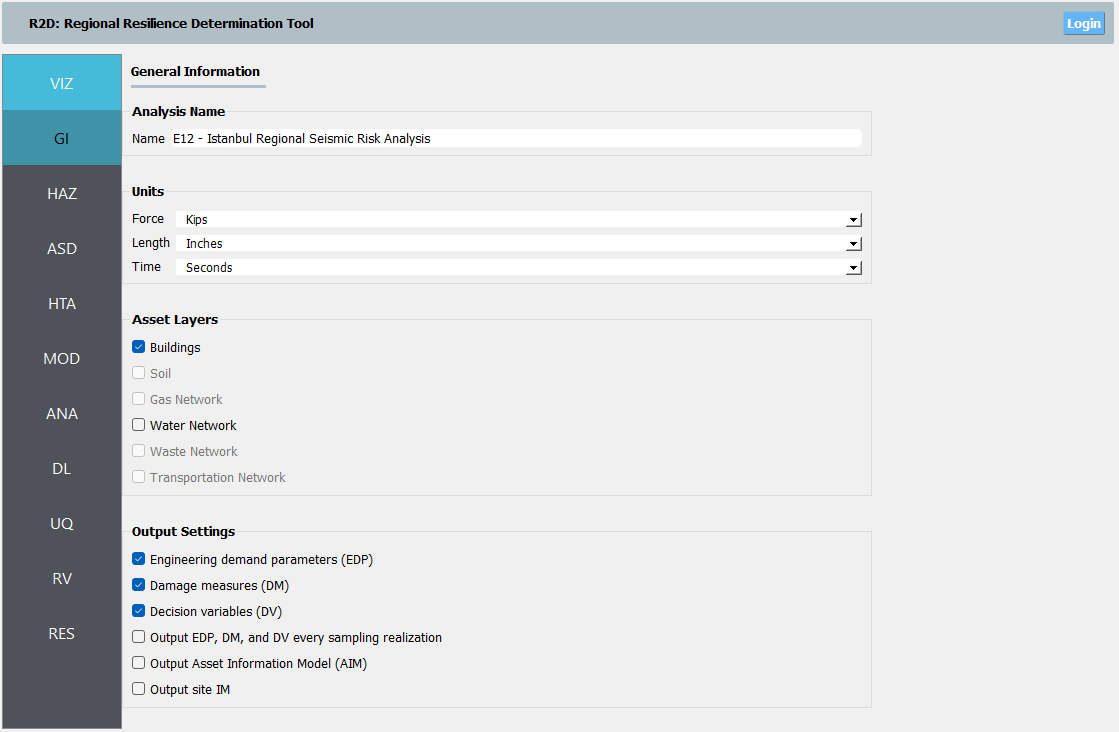 R2D: Regional Resilience Determination Tool
Login
VIZ
GI
HAZ
ASD
HTA
MOD
ANA
DL
UQ
RV
RES
General Information
Analysis Name
Name E12 - Istanbul Regional Seismic Risk Analysis
Units
Force Kips
Length Inches
Time Seconds
Asset Layers
Buildings
Soil
Gas Network
Water Network
Waste Network
Transportation Network
Output Settings
Engineering demand parameters (EDP)
Damage measures (DM)
Decision variables (DV)
Output EDP, DM, and DV every sampling realization
Output Asset Information Model (AIM)
Output site IM